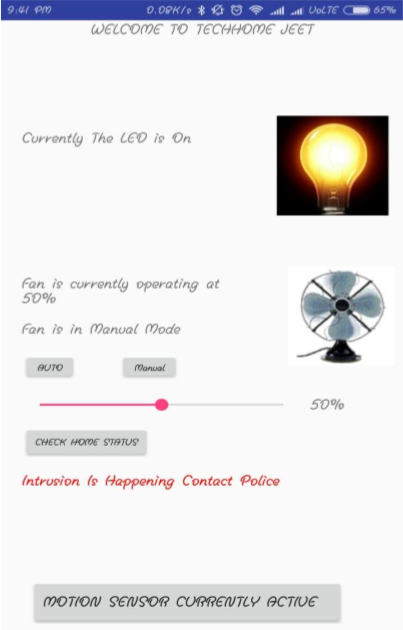 9:41 PM 0.08K/s VoLTE 65%
WELCOME TO TECHHOME JEET
Currently The LED is On
Fan is currently operating at
50%
Fan is in Manual Mode
AUTO Manual
50%
CHECK HOME STATUS
Intrusion Is Happening Contact Police
MOTION SENSOR CURRENTLY ACTIVE